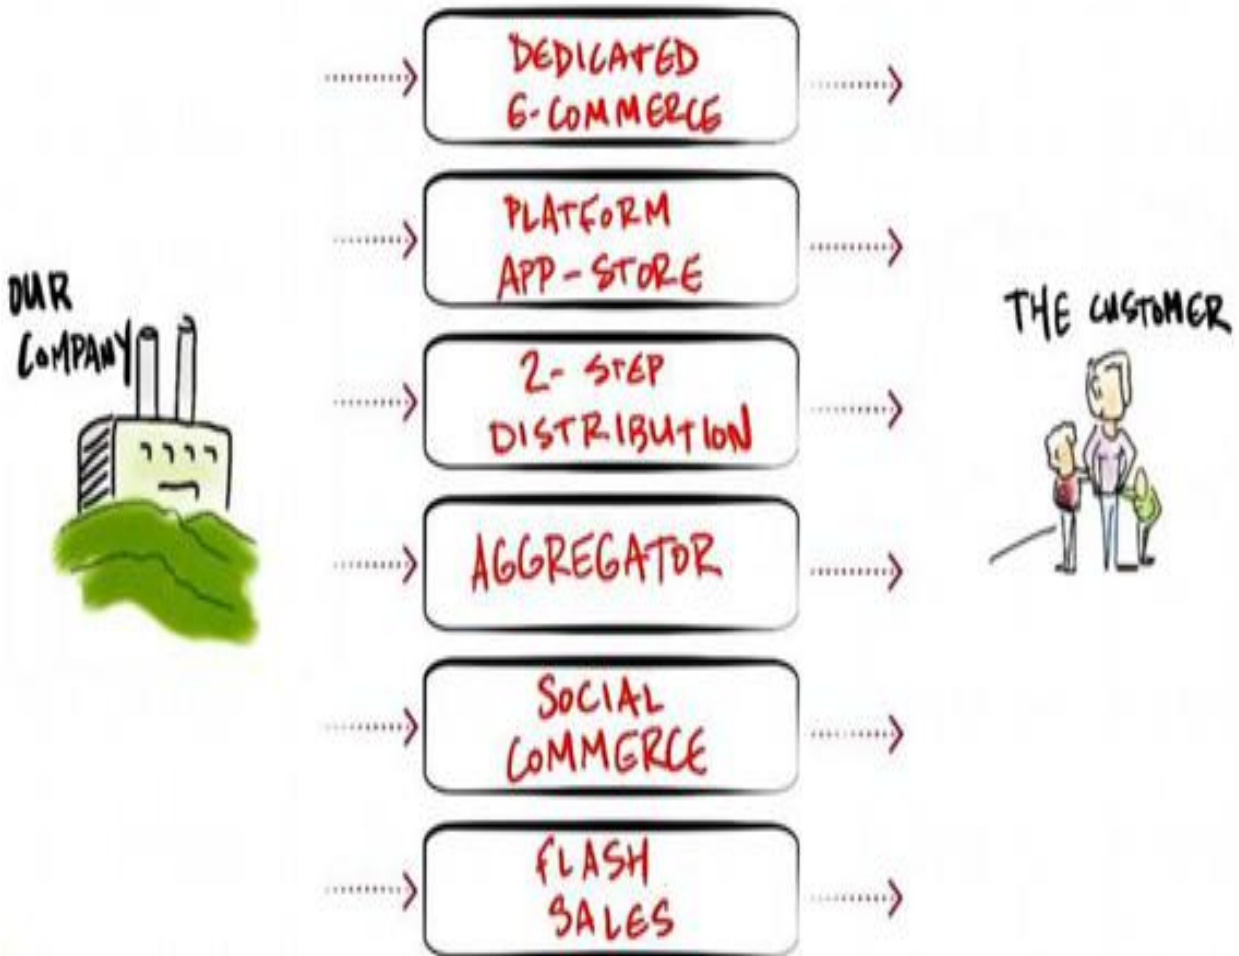 OUR
COMPANY
DEDICATED
E-COMMERCE
PLATFORM
APP-STORE
2-STEP
DISTRIBUTION
AGGREGATOR
SOCIAL
COMMERCE
FLASH
SALES
THE CUSTOMER